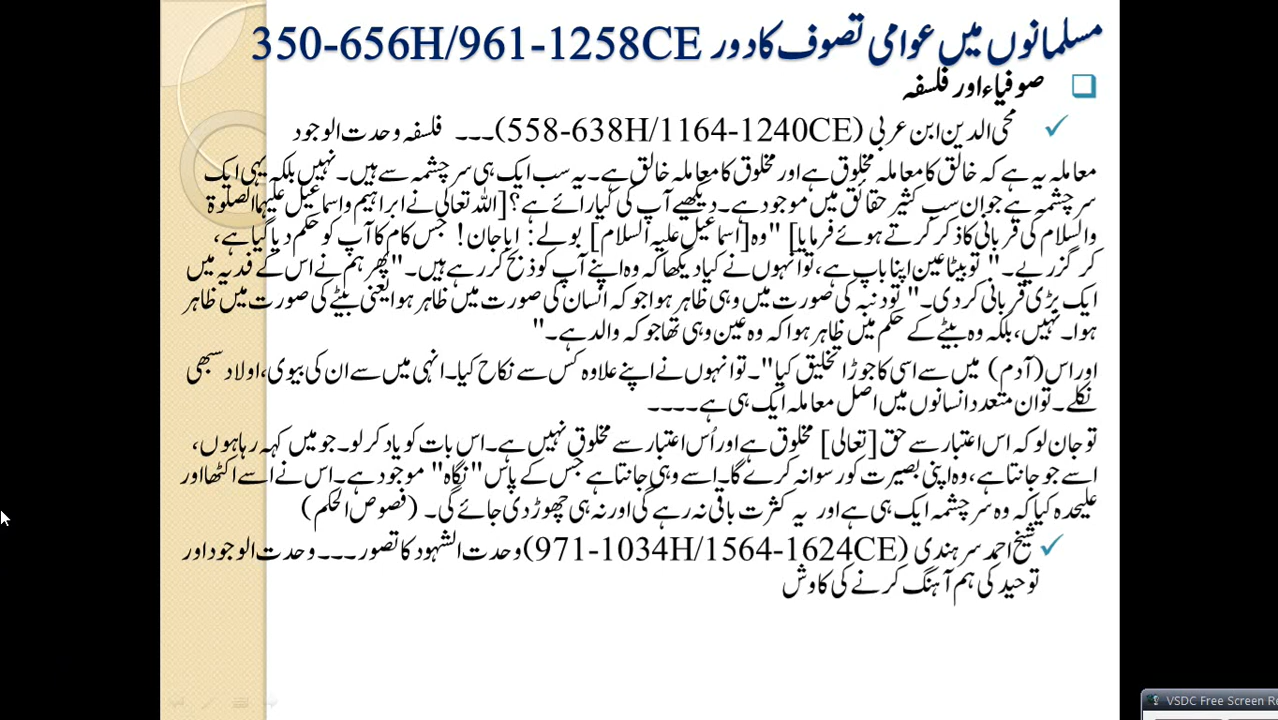 مسلمانوں میں عوامی تصوف کا دور 350-656H/961-1258CE
صوفیاء اور فلسفہ
محی الدین ابن عربی (558-638H/1164-1240CE)۔۔۔ فلسفہ وحدت الوجود
معاملہ یہ ہے کہ خالق کا معاملہ مخلوق ہے اور مخلوق کا معاملہ خالق ہے۔ یہ سب ایک ہی سرچشمہ سے ہیں۔ نہیں بلکہ یہی ایک
سرچشمہ ہے جو ان سب کثیر حقائق میں موجود ہے۔ دیکھیے آپ کی کیا رائے ہے؟ [اللہ تعالی نے ابراہیم و اسماعیل علیہما الصلوۃ
والسلام کی قربانی کا ذکر کرتے ہوئے فرمایا] "وہ [اسماعیل علیہ السلام] بولے: ابا جان! جس کام کا آپ کو حکم دیا گیا ہے،
کر گزریے۔" تو بیٹا عین اپنا باپ ہے، تو انہوں نے کیا دیکھا کہ وہ اپنے آپ کو ذبح کر رہے ہیں۔ "پھر ہم نے اس کے فدیہ میں
ایک بڑی قربانی کر دی۔" تو دنبہ کی صورت میں وہی ظاہر ہوا جو کہ انسان کی صورت میں ظاہر ہوا یعنی بیٹے کی صورت میں ظاہر
ہوا۔ نہیں، بلکہ وہ بیٹے کے حکم میں ظاہر ہوا کہ وہ عین وہی تھا جو کہ والد ہے۔"
اور اس (آدم) میں سے اسی کا جوڑا تخلیق کیا"۔ تو انہوں نے اپنے علاوہ کس سے نکاح کیا۔ انہی میں سے ان کی بیوی، اولاد سبھی
نکلے۔ تو ان متعدد انسانوں میں اصل معاملہ ایک ہی ہے۔۔۔۔
تو جان لو کہ اس اعتبار سے حق [تعالی] مخلوق ہے اور اُس اعتبار سے مخلوق نہیں ہے۔ اس بات کو یاد کر لو۔ جو میں کہہ رہا ہوں،
اسے جو جانتا ہے، وہ اپنی بصیرت کو رسوا نہ کرے گا۔ اسے وہی جانتا ہے جس کے پاس "نگاہ" موجود ہے۔ اس نے اسے اکٹھا اور
علیحدہ کیا کہ وہ سرچشمہ ایک ہی ہے اور یہ کثرت باقی نہ رہے گی اور نہ ہی چھوڑ دی جائے گی۔ (فصوص الحکم)
شیخ احمد سرہندی (971-1034H/1564-1624CE) وحدت الشہود کا تصور۔۔۔ وحدت الوجود اور
توحید کی ہم آہنگ کرنے کی کاوش
VSDC Free Screen Re